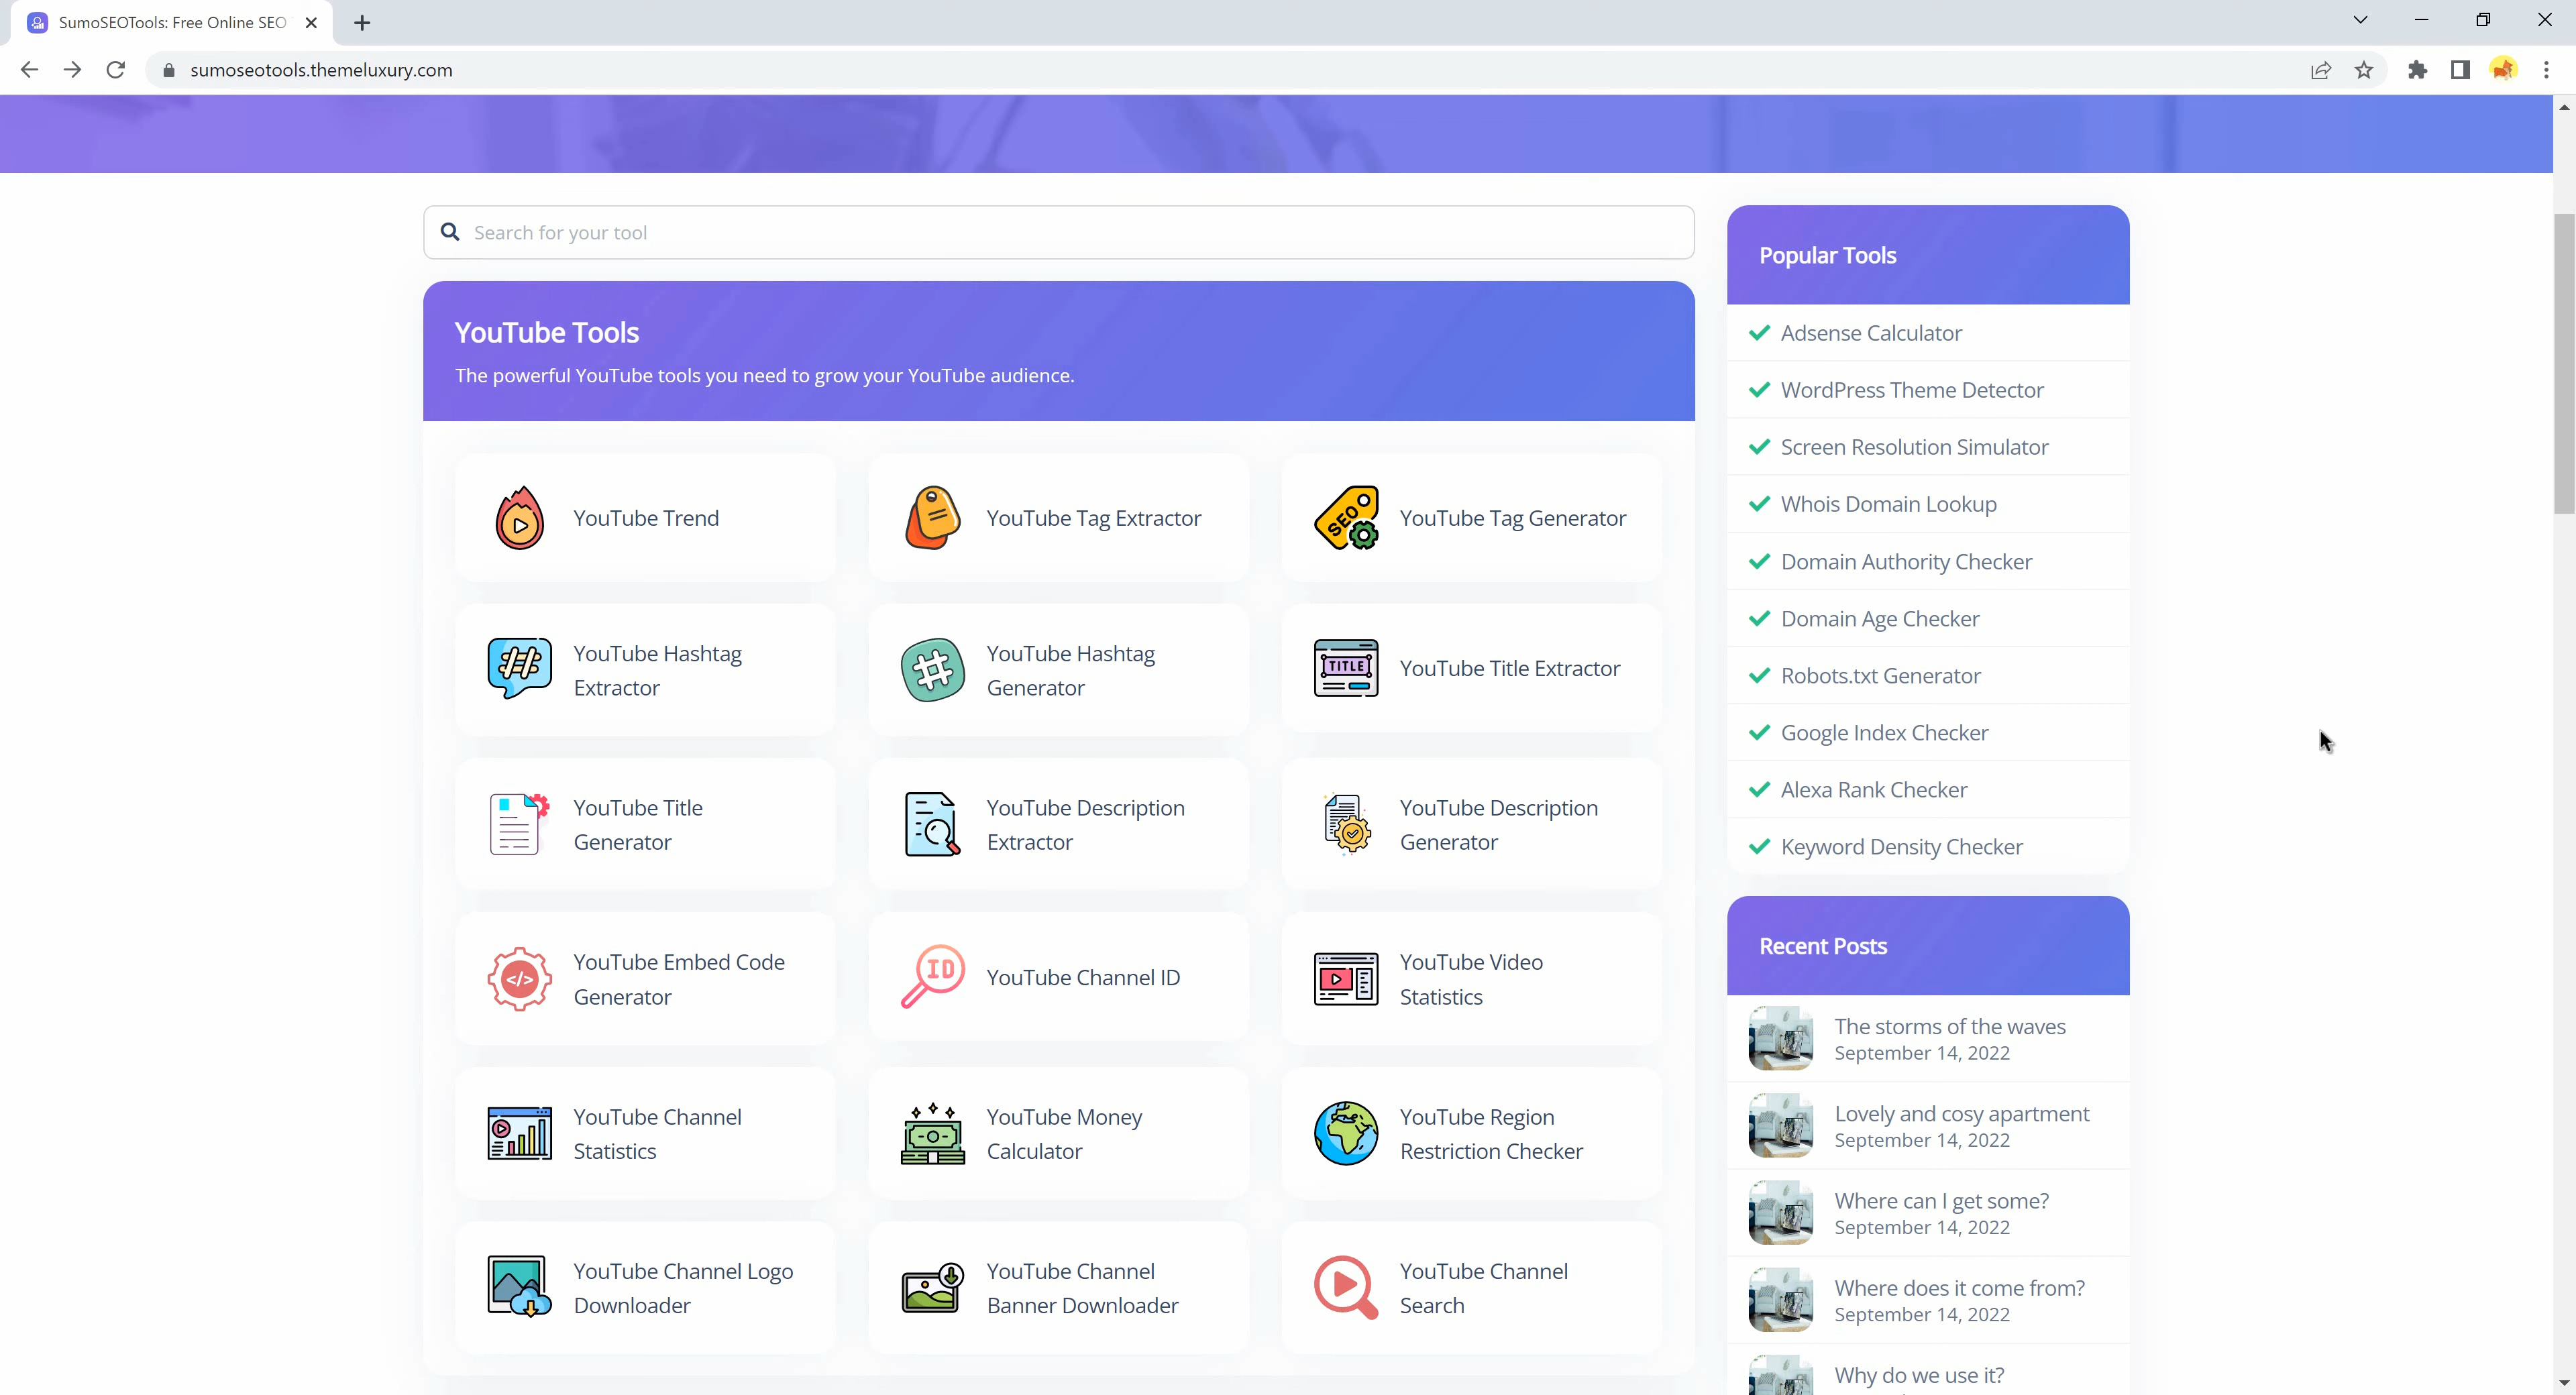 SumoSEOTools: Free Online SEO
sumoseotools.themeluxury.com
Search for your tool
YouTube Tools
The powerful YouTube tools you need to grow your YouTube audience.
YouTube Trend
YouTube Tag Extractor
SEO
YouTube Tag Generator
YouTube Hashtag
Extractor
YouTube Hashtag
Generator
TITLE
YouTube Title Extractor
YouTube Title
Generator
YouTube Description
Extractor
YouTube Description
Generator
YouTube Embed Code
Generator
ID
YouTube Channel ID
YouTube Video
Statistics
YouTube Channel
Statistics
YouTube Money
Calculator
YouTube Region
Restriction Checker
YouTube Channel Logo
Downloader
YouTube Channel
Banner Downloader
YouTube Channel
Search
Popular Tools
Adsense Calculator
WordPress Theme Detector
Screen Resolution Simulator
Whois Domain Lookup
Domain Authority Checker
Domain Age Checker
Robots.txt Generator
Google Index Checker
Alexa Rank Checker
Keyword Density Checker
Recent Posts
The storms of the waves
September 14, 2022
Lovely and cosy apartment
September 14, 2022
Where can I get some?
September 14, 2022
Where does it come from?
September 14, 2022
Why do we use it?